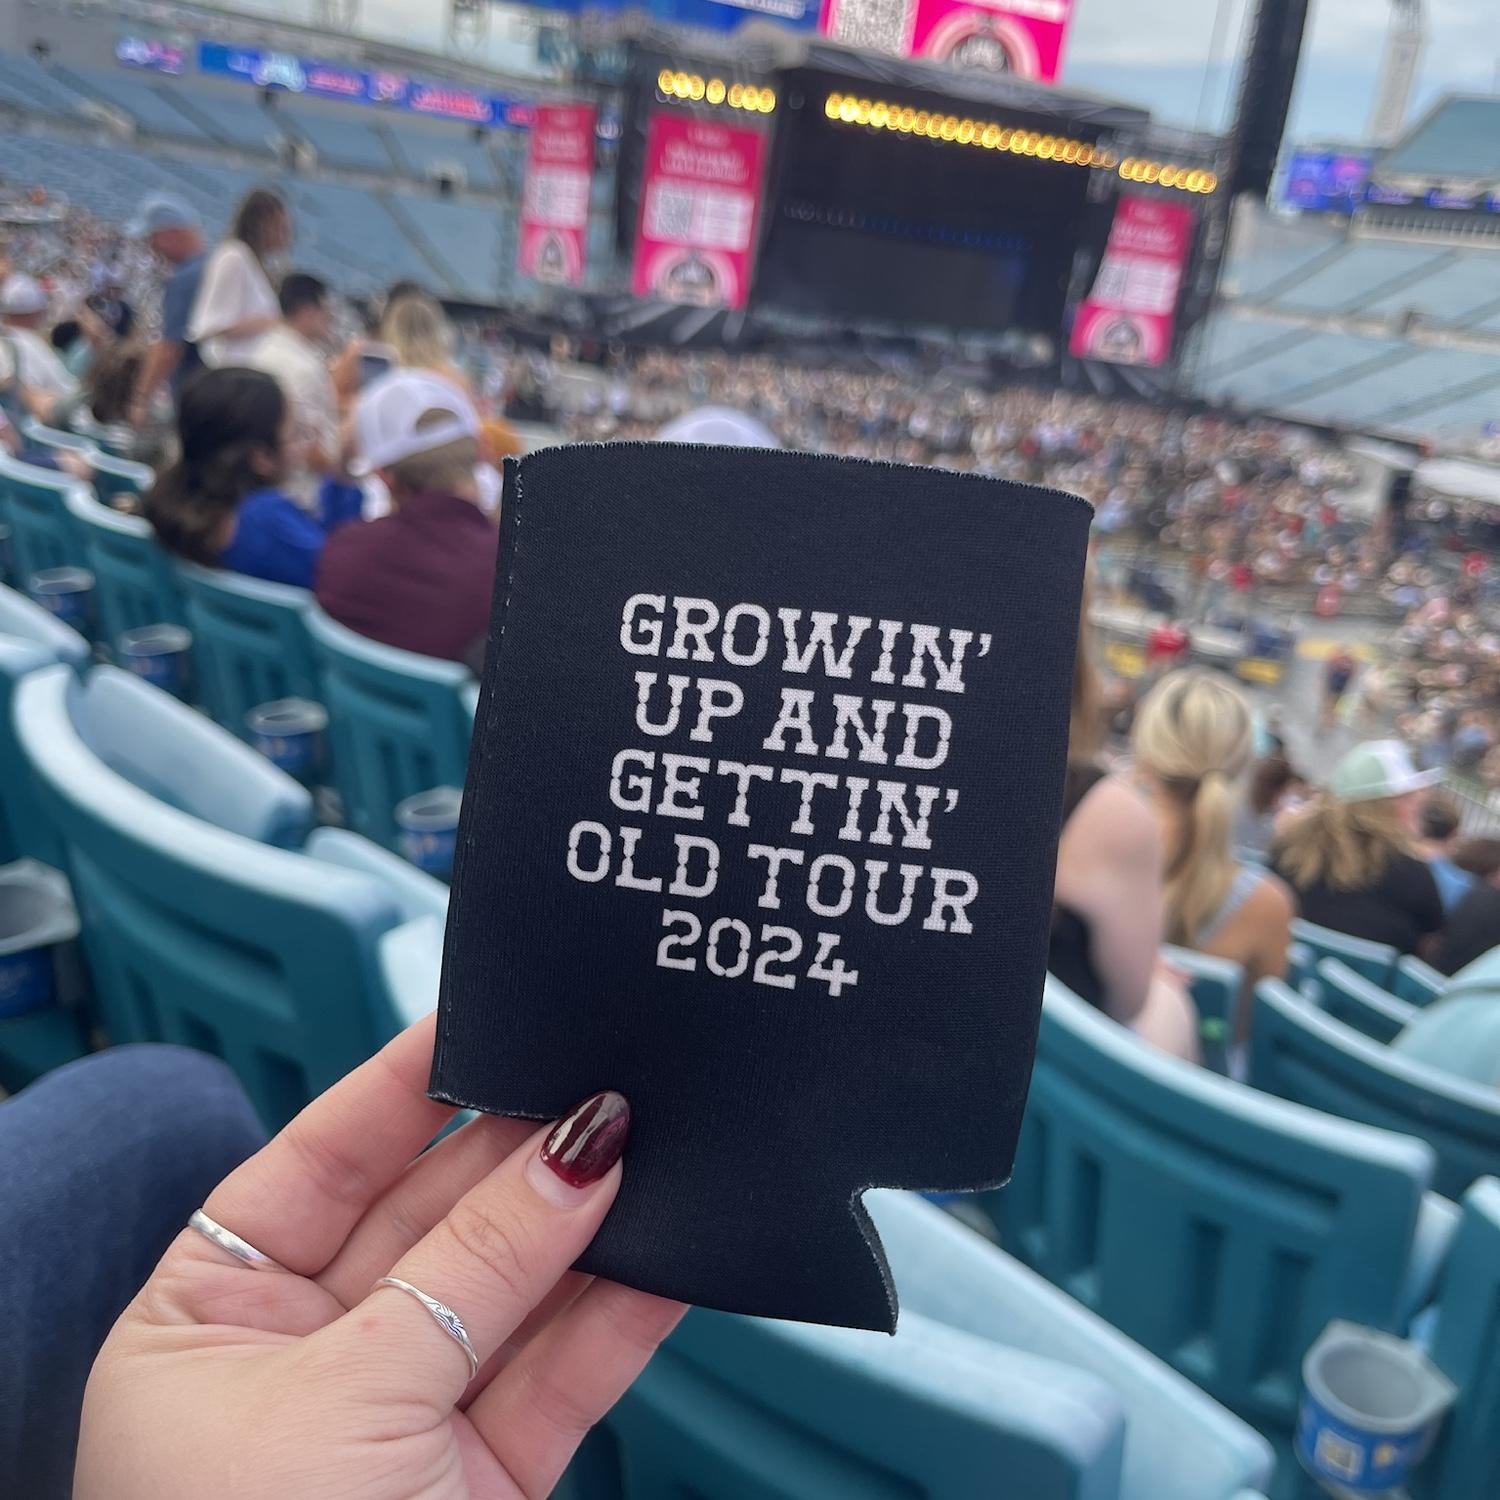 GROWIN'
UP AND
GETTIN'
OLD TOUR
2024